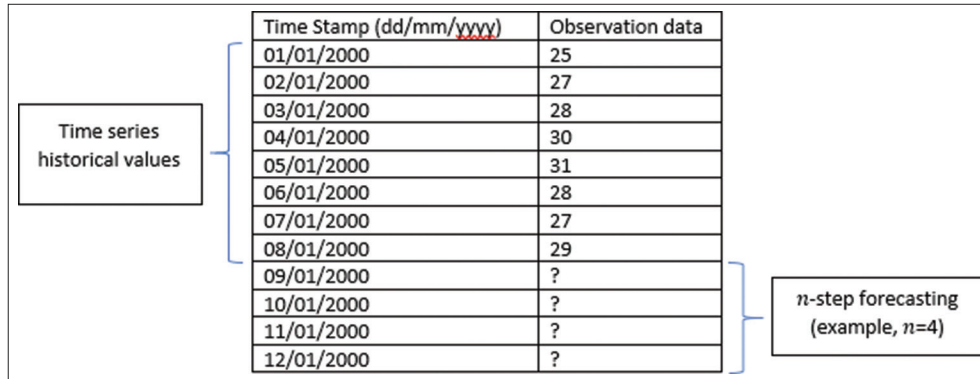 Time Stamp (dd/mm/yyyy) Observation data
01/01/2000 25
02/01/2000 27
03/01/2000 28
04/01/2000 30
05/01/2000 31
06/01/2000 28
07/01/2000 27
08/01/2000 29
09/01/2000 ?
10/01/2000 ?
11/01/2000 ?
12/01/2000 ?
Time series
historical values
n-step forecasting
(example, n=4)